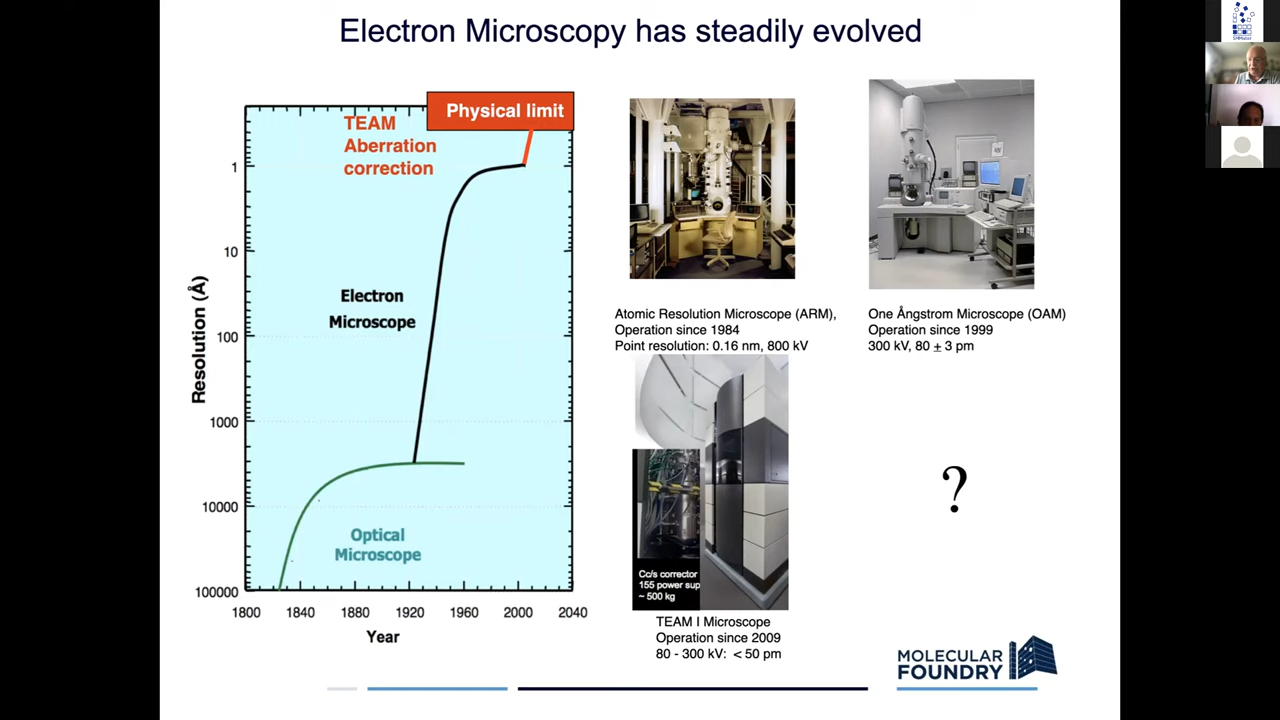 Electron Microscopy has steadily evolved
Physical limit
TEAM
Aberration
correction
1
10
100
1000
10000
100000
Resolution (Å)
Electron
Microscope
Optical
Microscope
1800
1840
1880
1920
1960
2000
2040
Year
Atomic Resolution Microscope (ARM),
Operation since 1984
Point resolution: 0.16 nm, 800 kV
One Ångstrom Microscope (OAM)
Operation since 1999
300 kV, 80 ± 3 pm
Cc/s corrector
155 power sup
~ 500 kg
TEAM I Microscope
Operation since 2009
80 - 300 kV: < 50 pm
?
MOLECULAR
FOUNDRY